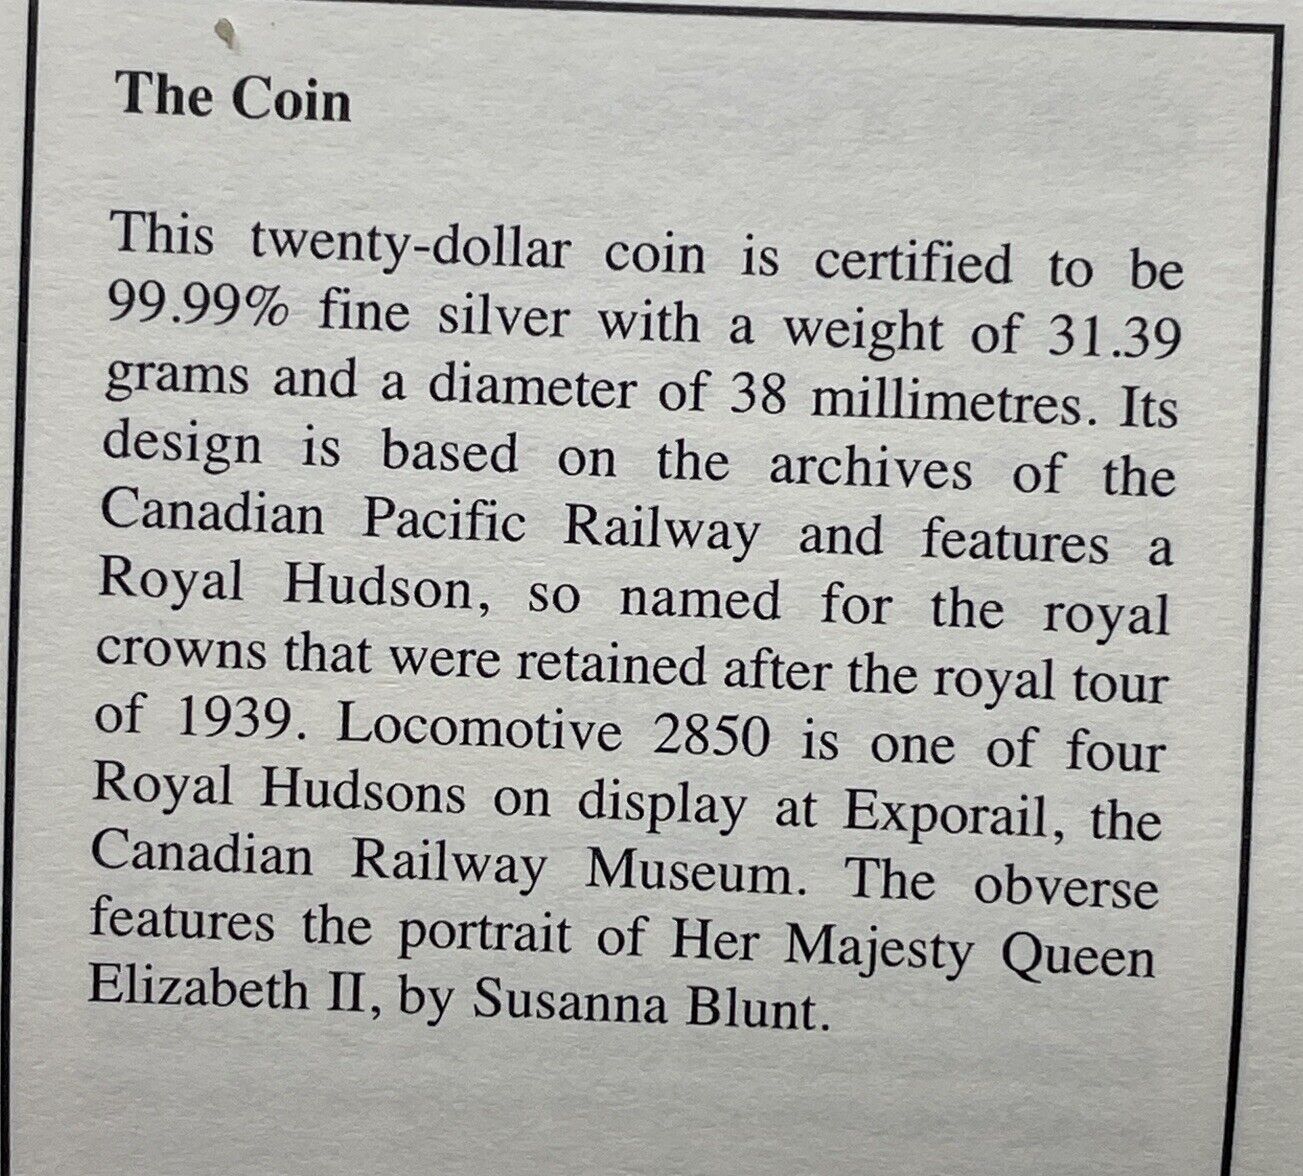 The Coin
This twenty-dollar coin is certified to be
99.99% fine silver with a weight of 31.39
grams and a diameter of 38 millimetres. Its
design is based on the archives of the
Canadian Pacific Railway and features a
Royal Hudson, so named for the royal
crowns that were retained after the royal tour
of 1939. Locomotive 2850 is one of four
Royal Hudsons on display at Exporail, the
Canadian Railway Museum. The obverse
features the portrait of Her Majesty Queen
Elizabeth II, by Susanna Blunt.